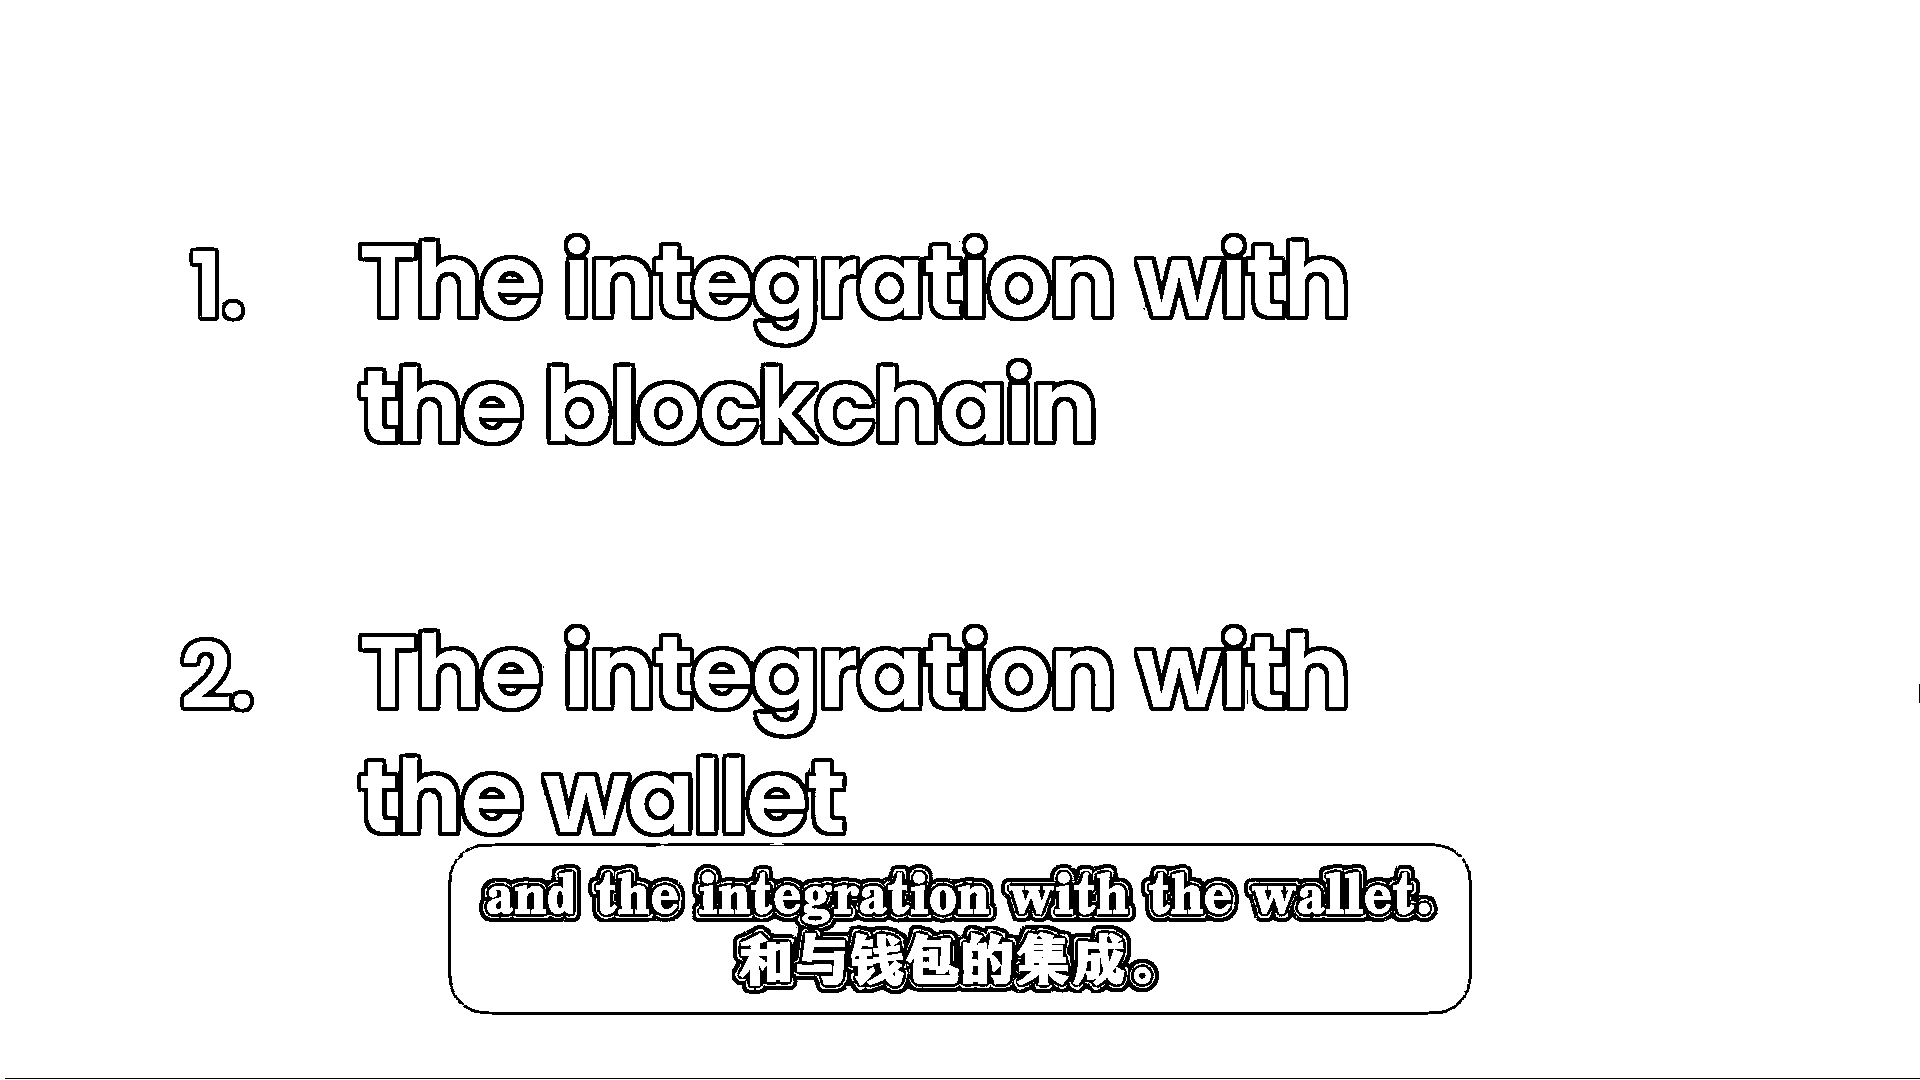 1. The integration with
the blockchain
2. The integration with
the wallet
and the integration with the wallet.
和与钱包的集成。